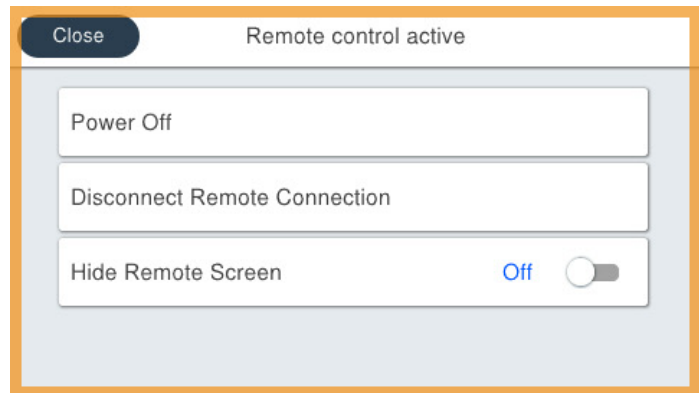 Close
Remote control active
Power Off
Disconnect Remote Connection
Hide Remote Screen Off